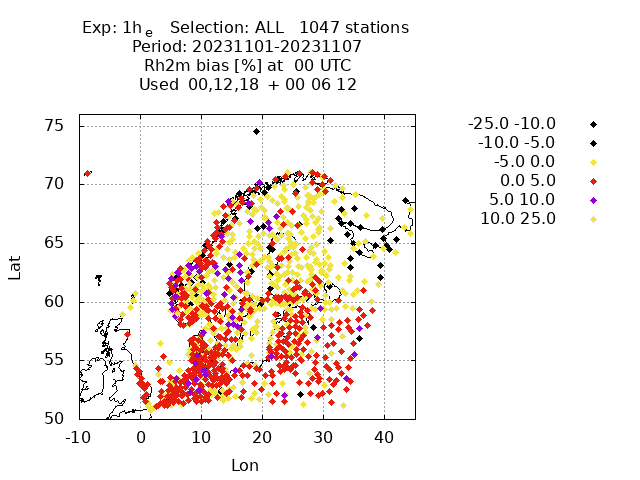 Exp: 1h e Selection: ALL 1047 stations
Period: 20231101-20231107
Rh2m bias [%] at 00 UTC
Used 00,12,18 + 00 06 12
-25.0 -10.0
-10.0 -5.0
-5.0 0.0
0.0 5.0
5.0 10.0
10.0 25.0
75
70
65
60
55
50
Lat
-10 0 10 20 30 40
Lon